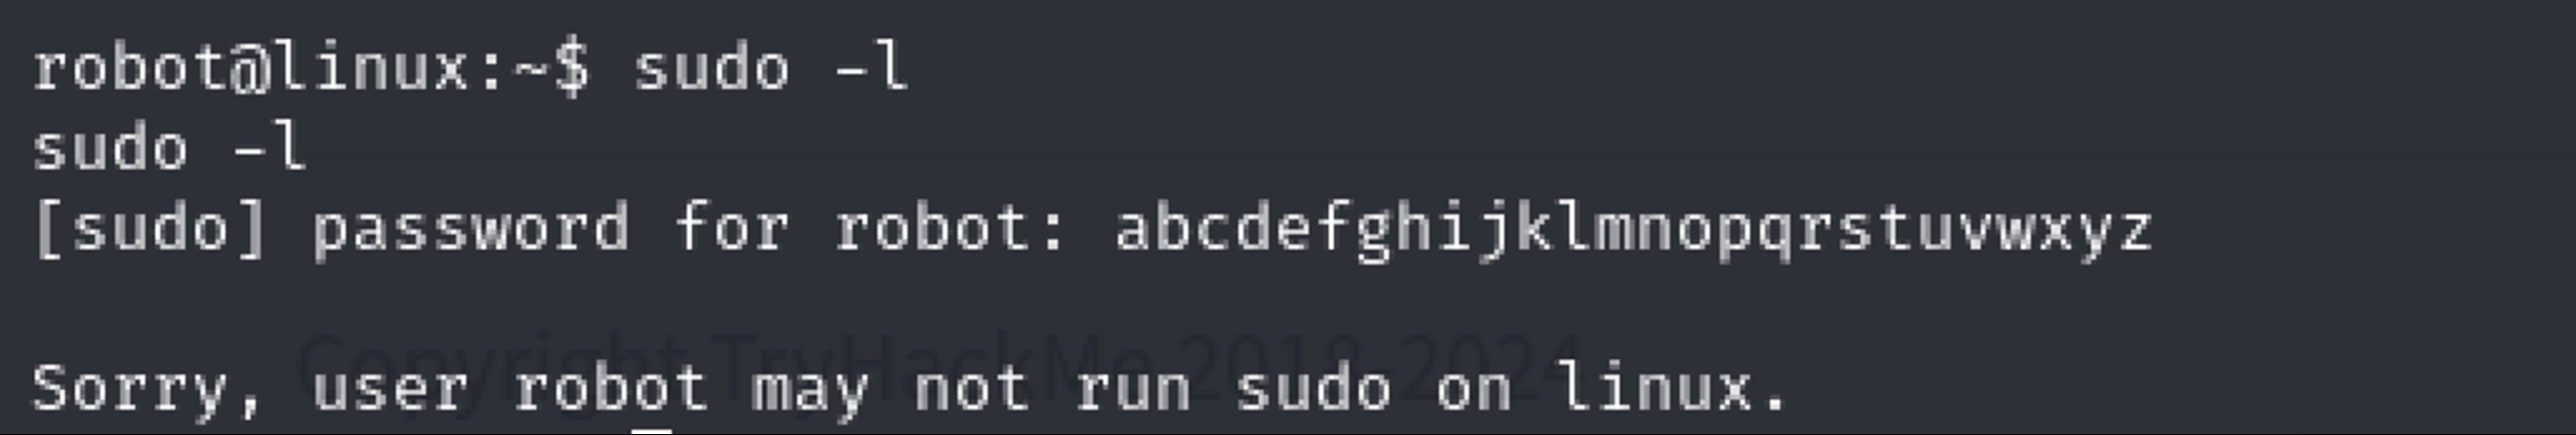 robot@linux:~$ sudo -l
sudo -l
[sudo] password for robot: abcdefghijklmnopqrstuvwxyz
Copyright TryHackMe 2018-2024
Sorry, user robot may not run sudo on linux.